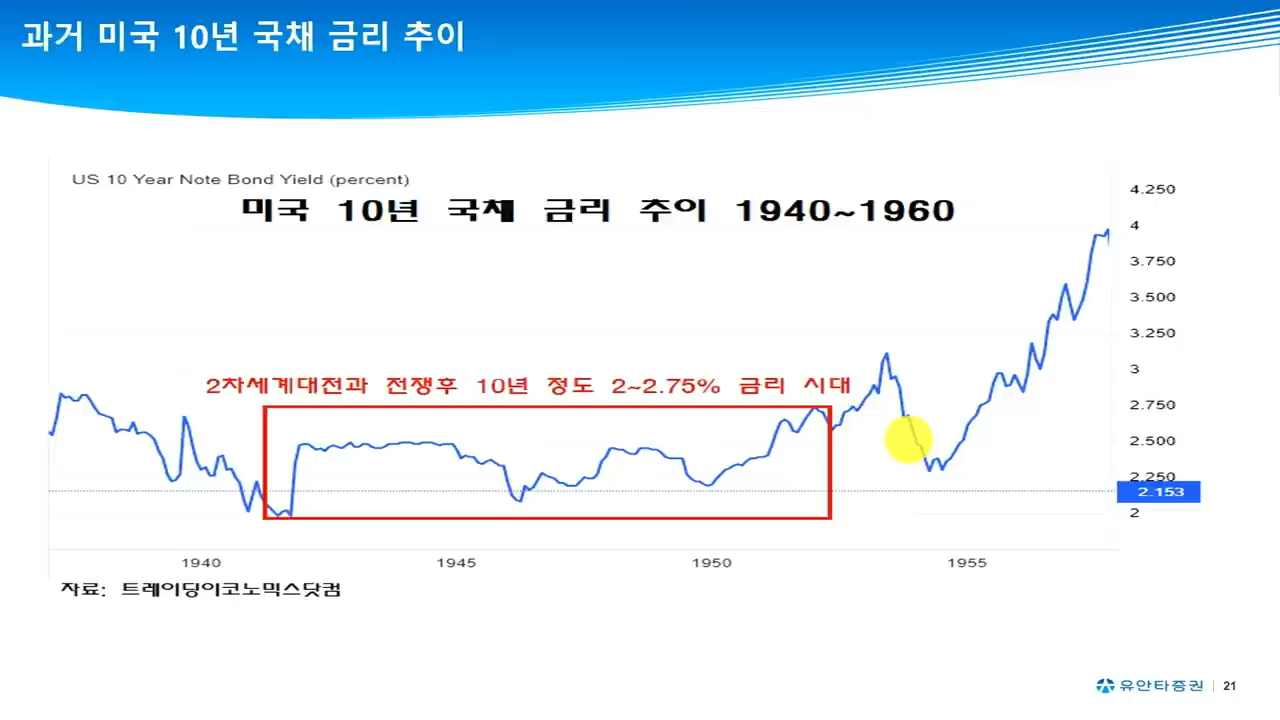 과거 미국 10년 국채 금리 추이
US 10 Year Note Bond Yield (percent)
미국 10년 국채 금리 추이 1940~1960
4.250
4
3.750
3.500
3.250
3
2차세계대전과 전쟁후 10년 정도 2~2.75% 금리 시대
2.750
2.500
2.250
2.153
2
1940 1945 1950 1955
자료: 트레이딩이코노믹스닷컴
유안타증권 21